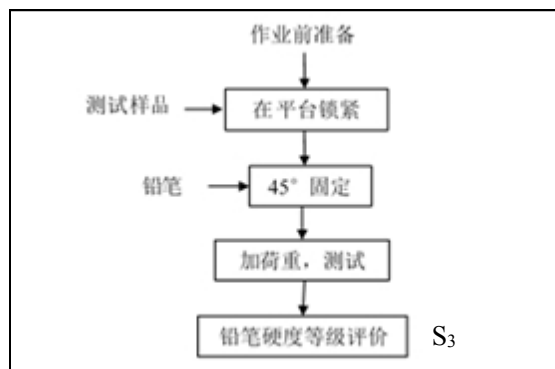 作业前准备
测试样品
在平台锁紧
铅笔
45° 固定
加荷重，测试
铅笔硬度等级评价
S₃